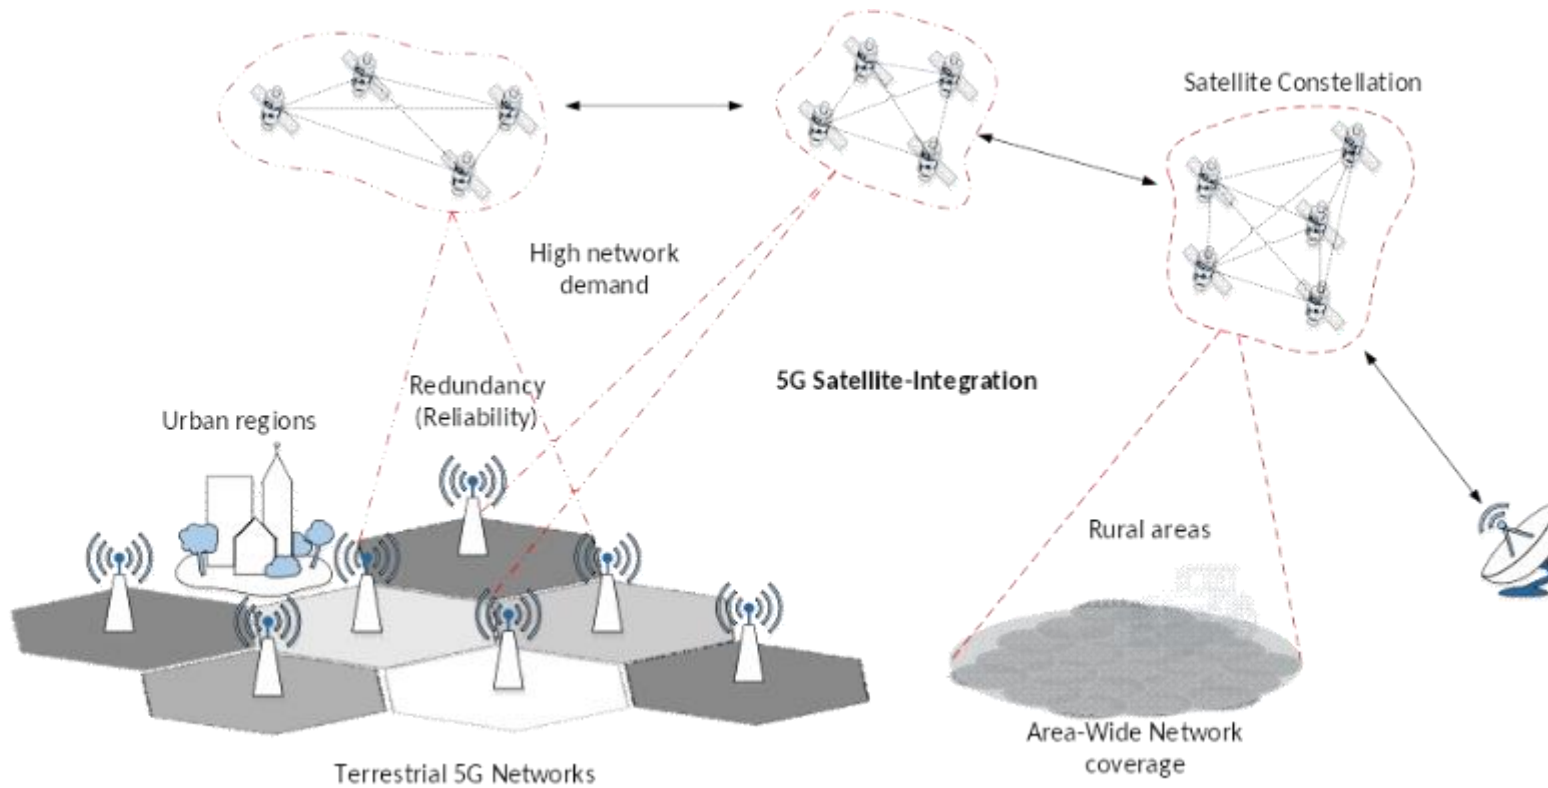 Satellite Constellation
High network
demand
5G Satellite-Integration
Redundancy
(Reliability)
Urban regions
Rural areas
Area-Wide Network
coverage
Terrestrial 5G Networks